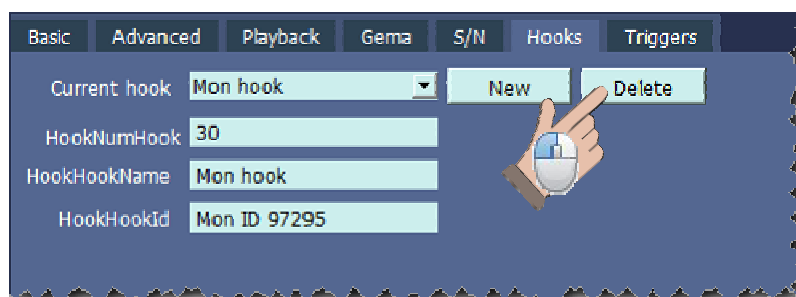 Basic Advanced Playback Gema S/N Hooks Triggers
Current hook Mon hook New Delete
HookNumHook 30
HookHookName Mon hook
HookHookId Mon ID 97295